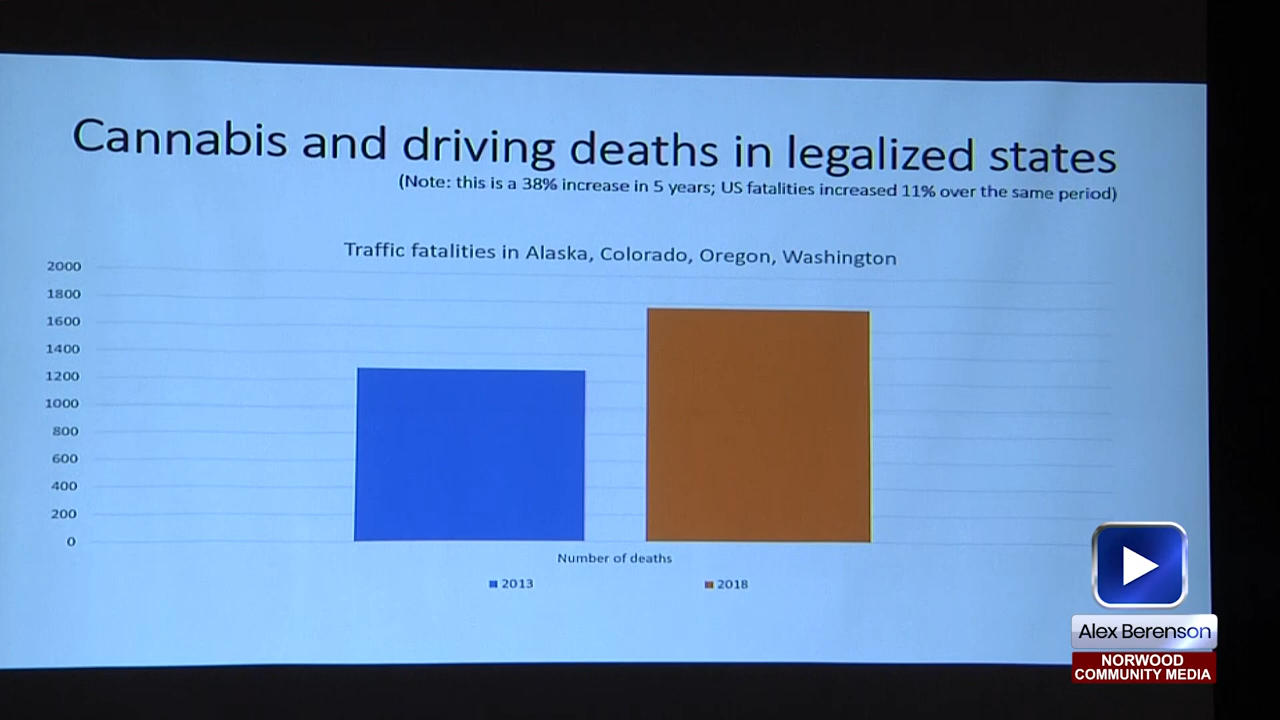 Cannabis and driving deaths in legalized states
(Note: this is a 38% increase in 5 years; US fatalities increased 11% over the same period)
Traffic fatalities in Alaska, Colorado, Oregon, Washington
2000
1800
1600
1400
1200
1000
800
600
400
200
0
Number of deaths
2013
2018
Alex Berenson
NORWOOD
COMMUNITY MEDIA